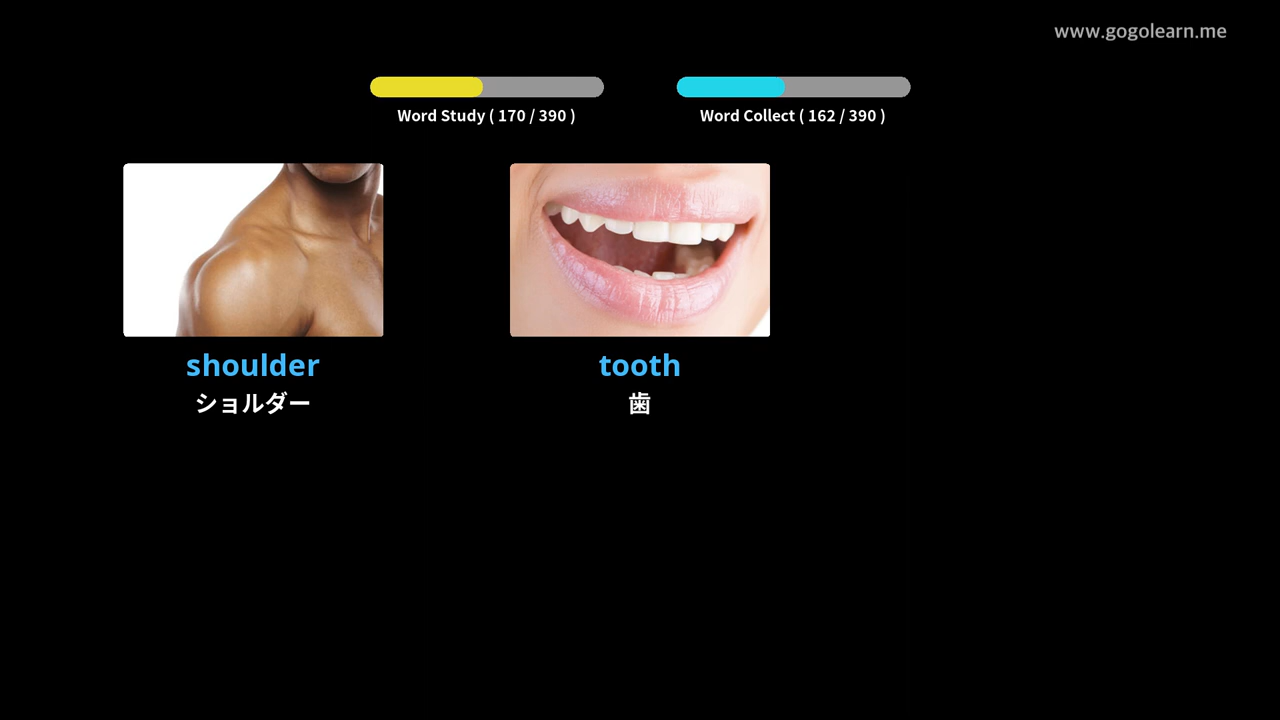 www.gogolearn.me
Word Study ( 170 / 390 )
Word Collect ( 162 / 390 )
shoulder
ショルダー
tooth
歯